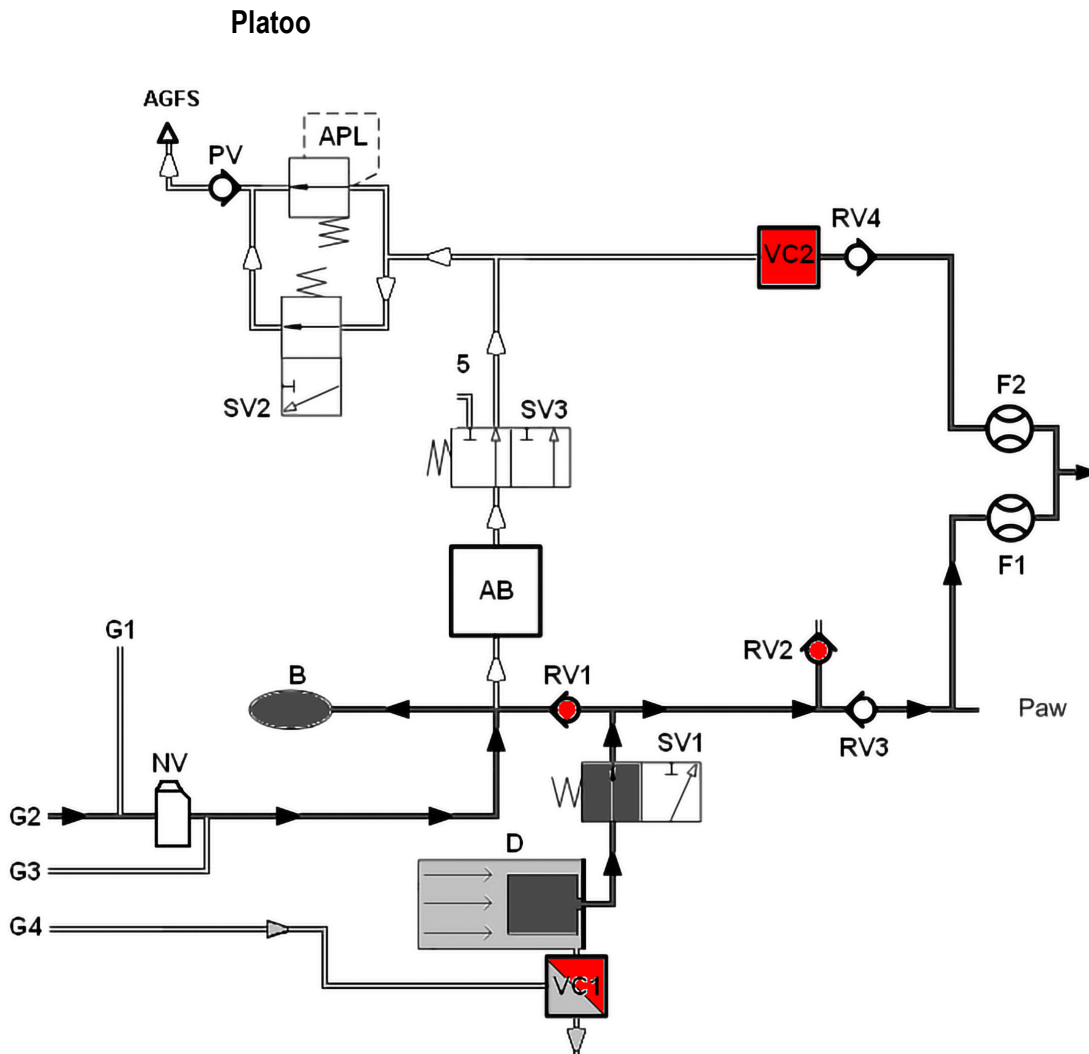 Platoo
AGFS
APL
PV
RV4
VC2
5
F2
SV2
SV3
F1
AB
G1
RV2
B
RV1
Paw
RV3
SV1
NV
G2
D
G3
G4
VC1